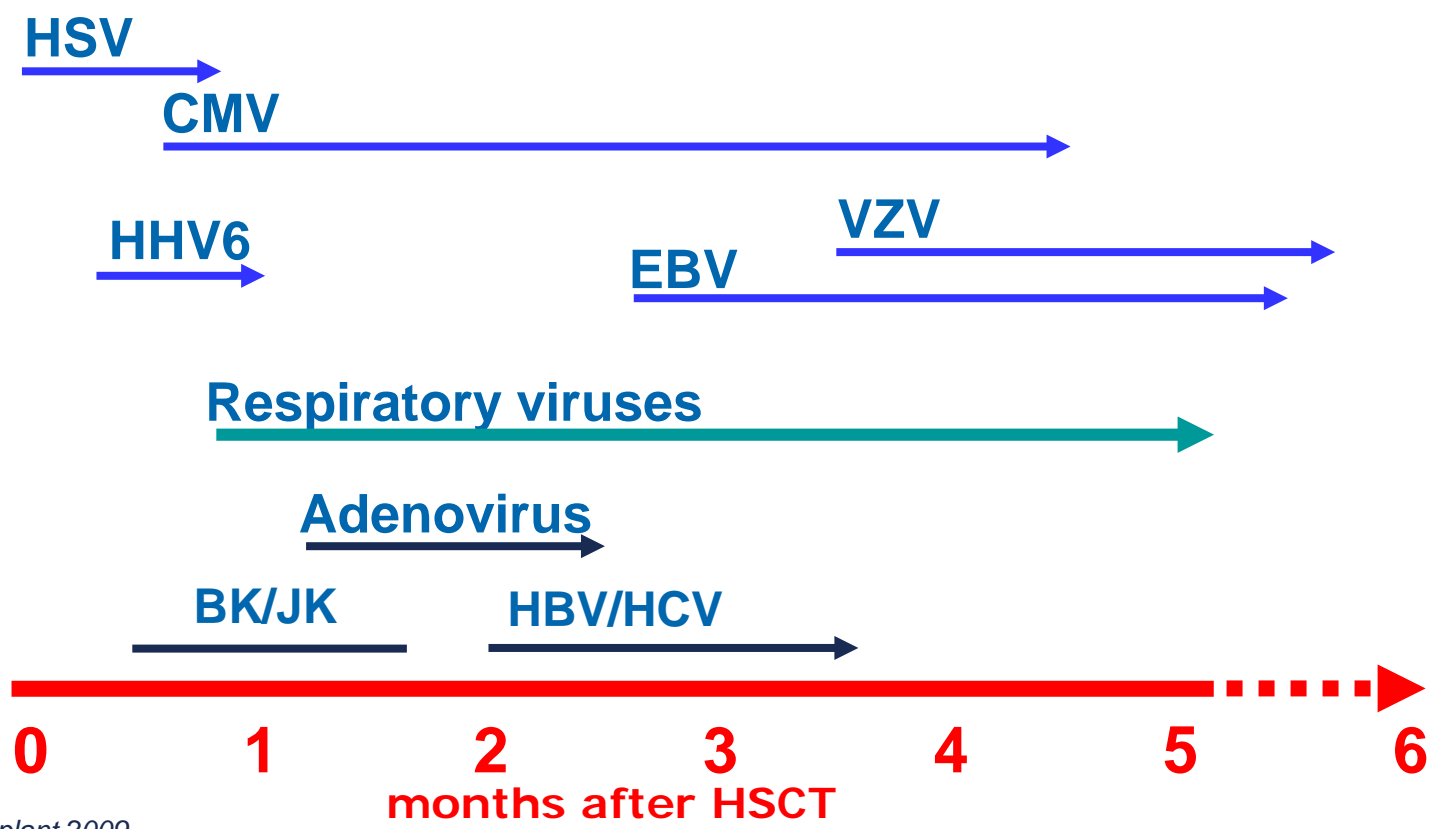 HSV
CMV
VZV
HHV6
EBV
Respiratory viruses
Adenovirus
BK/JK
HBV/HCV
0 1 2 3 4 5 6
months after HSCT